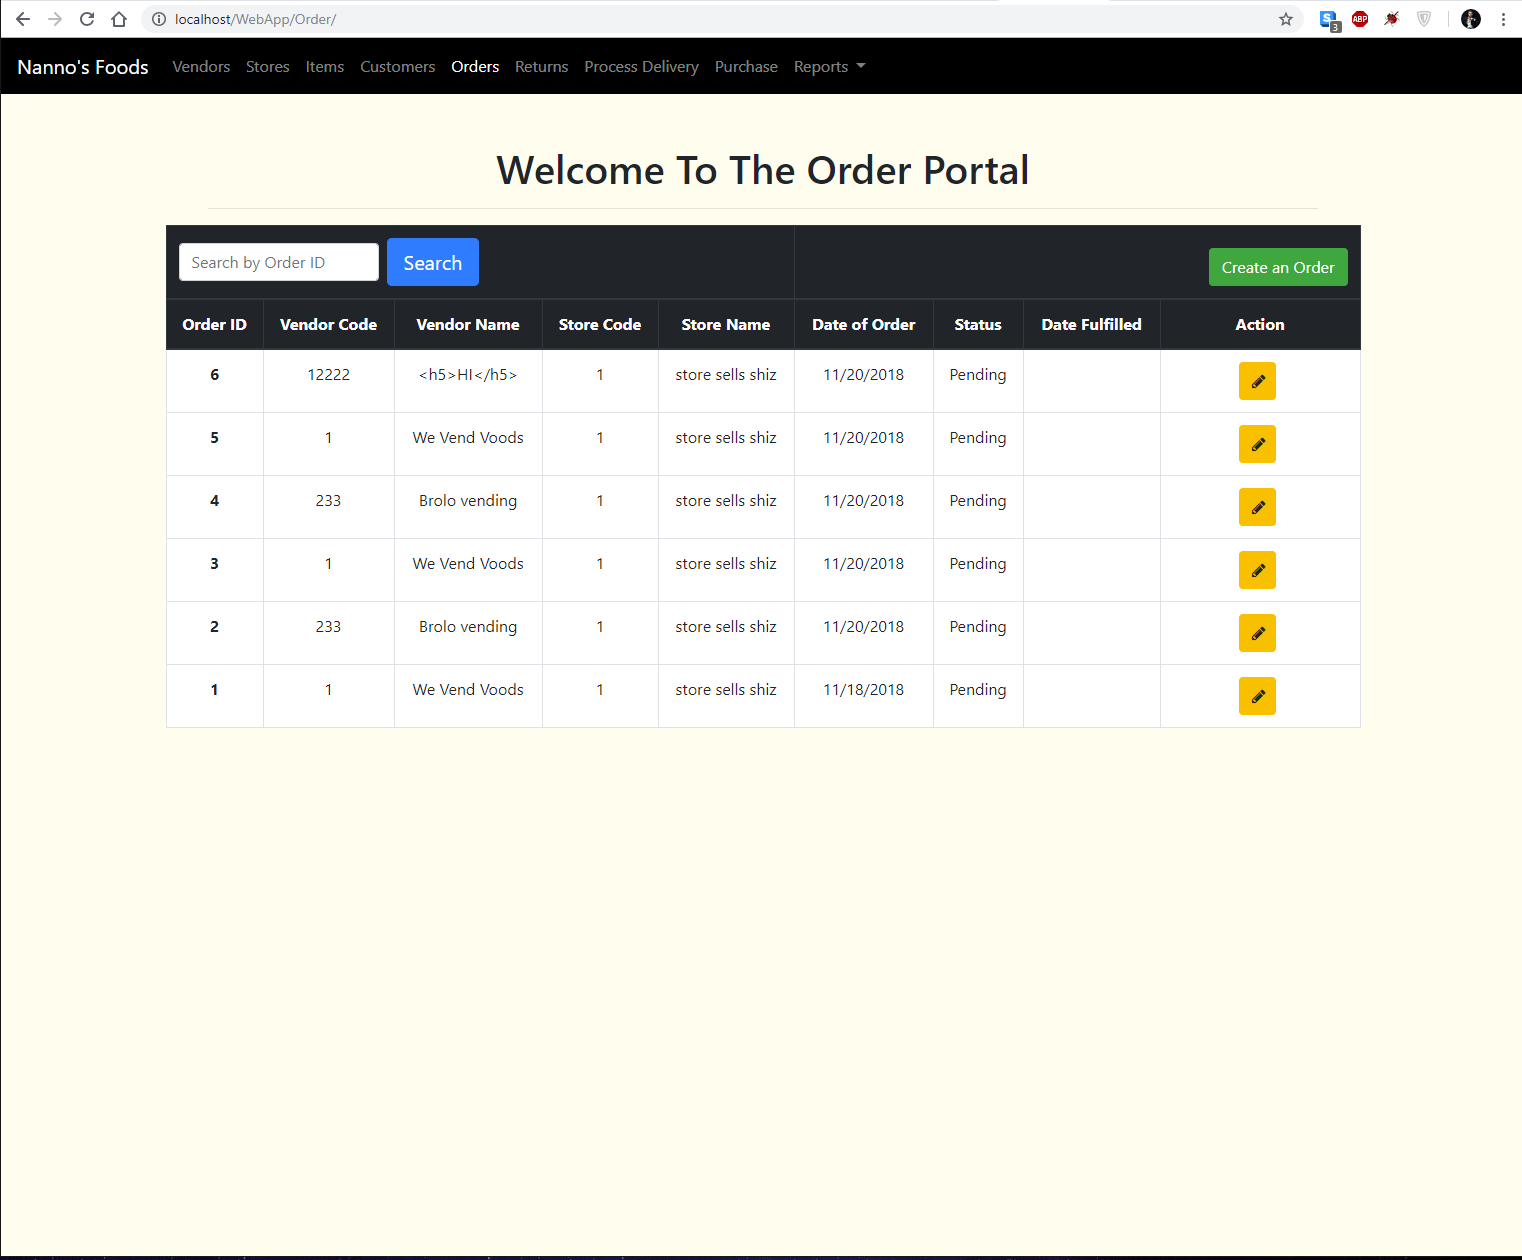 localhost/WebApp/Order/
3
ABP
Nanno's Foods Vendors Stores Items Customers Orders Returns Process Delivery Purchase Reports
Welcome To The Order Portal
Search by Order ID Search Create an Order
Order ID Vendor Code Vendor Name Store Code Store Name Date of Order Status Date Fulfilled Action
6 12222 <h5>HI</h5> 1 store sells shiz 11/20/2018 Pending
5 1 We Vend Voods 1 store sells shiz 11/20/2018 Pending
4 233 Brolo vending 1 store sells shiz 11/20/2018 Pending
3 1 We Vend Voods 1 store sells shiz 11/20/2018 Pending
2 233 Brolo vending 1 store sells shiz 11/20/2018 Pending
1 1 We Vend Voods 1 store sells shiz 11/18/2018 Pending